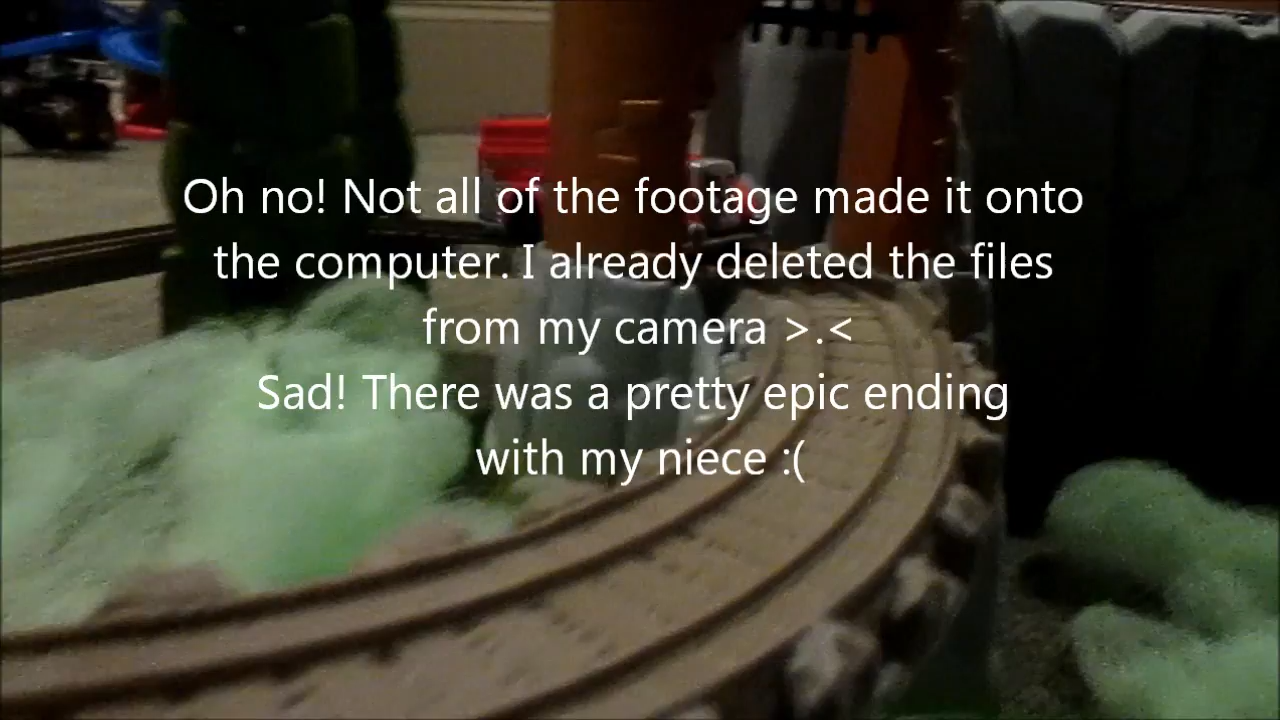 Oh no! Not all of the footage made it onto
the computer. I already deleted the files
from my camera >.<
Sad! There was a pretty epic ending
with my niece :(